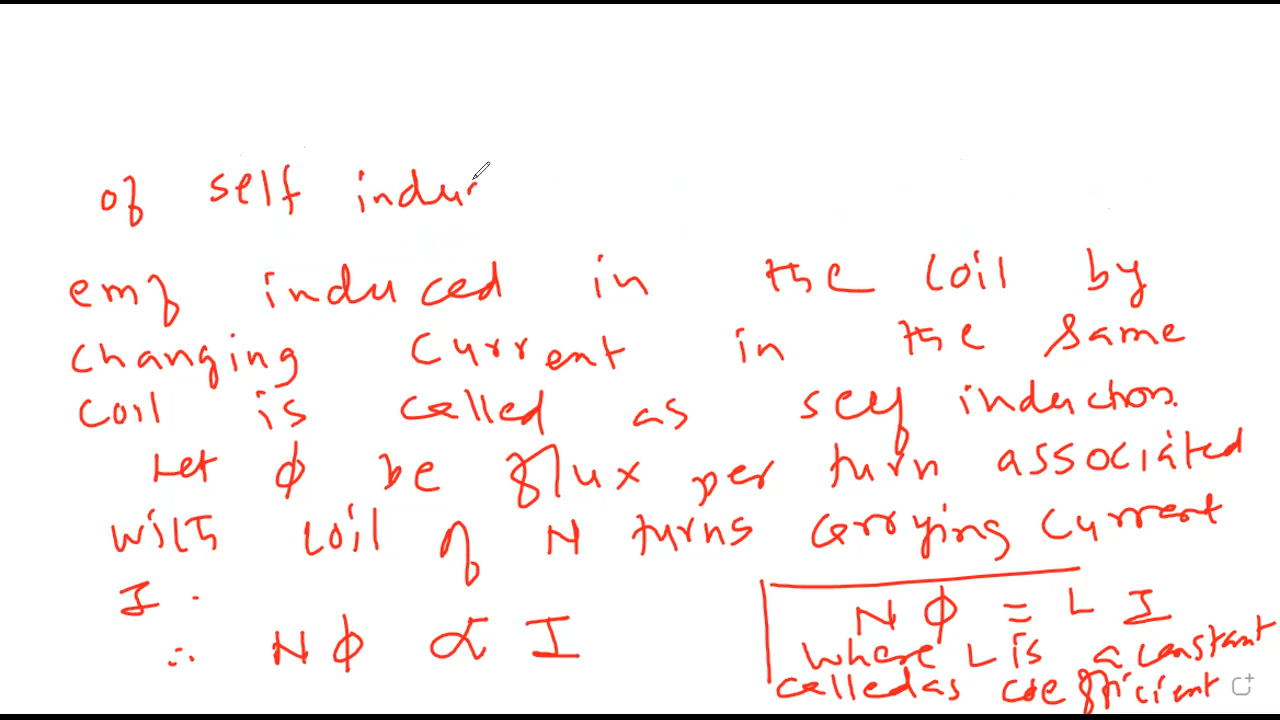 of self indu
emf induced in the coil by
changing current in the same
coil is called as self induction.
Let φ be flux per turn associated
with coil of N turns carrying current
I.
∴ Nφ ∝ I
Nφ = L I
where L is a constant
called as coefficient